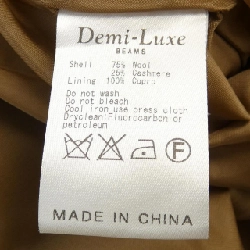 Demi-Luxe
BEAMS
Shell 75% Wool
25% Cashmere
Lining 100% Cupro
Do not wash
Do not bleach
Cool iron use press cloth
Dryclean Fluorocarbon or
petroleum
F
MADE IN CHINA